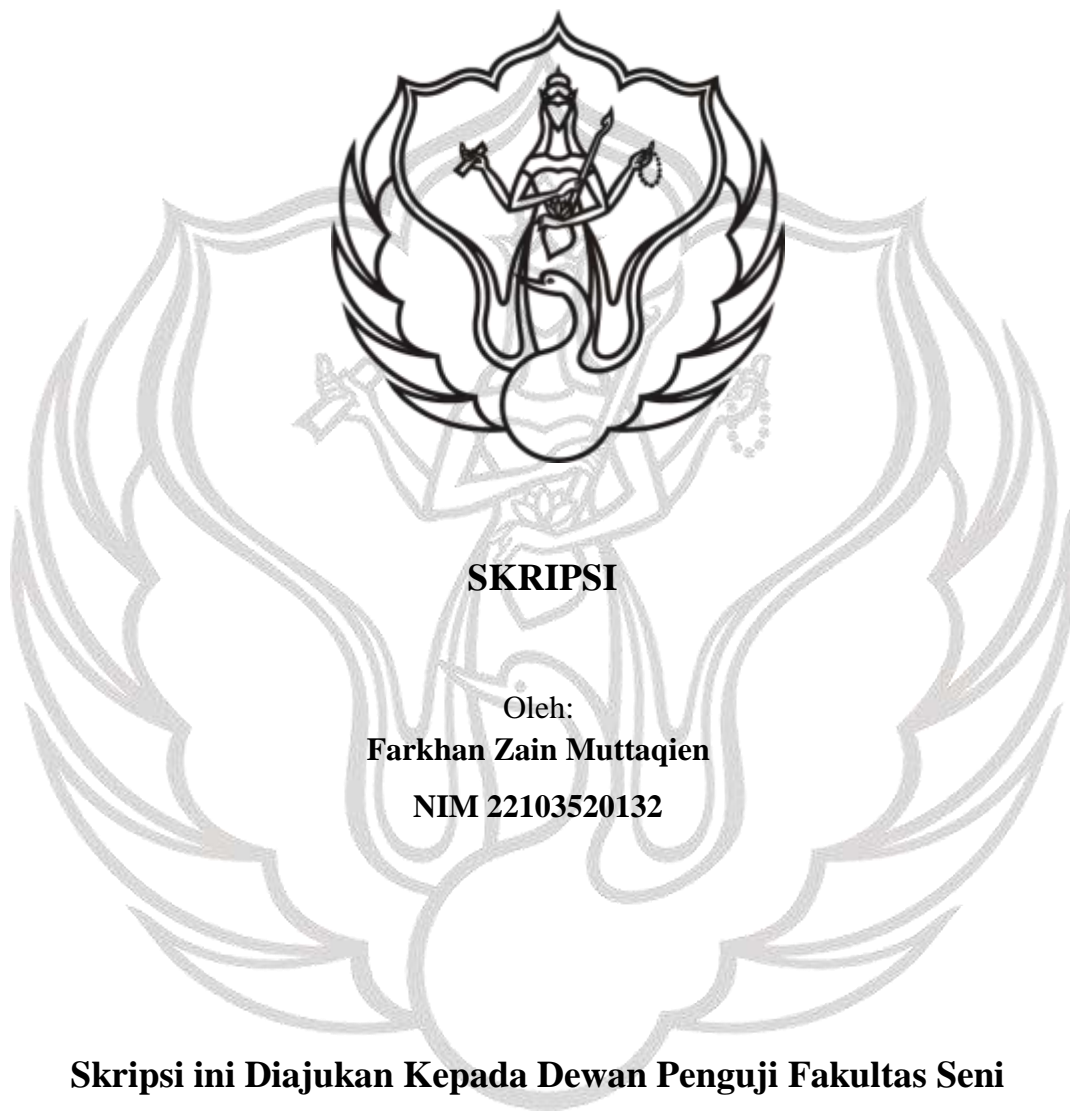 SKRIPSI
Oleh:
Farkhan Zain Muttaqien
NIM 22103520132
Skripsi ini Diajukan Kepada Dewan Penguji Fakultas Seni